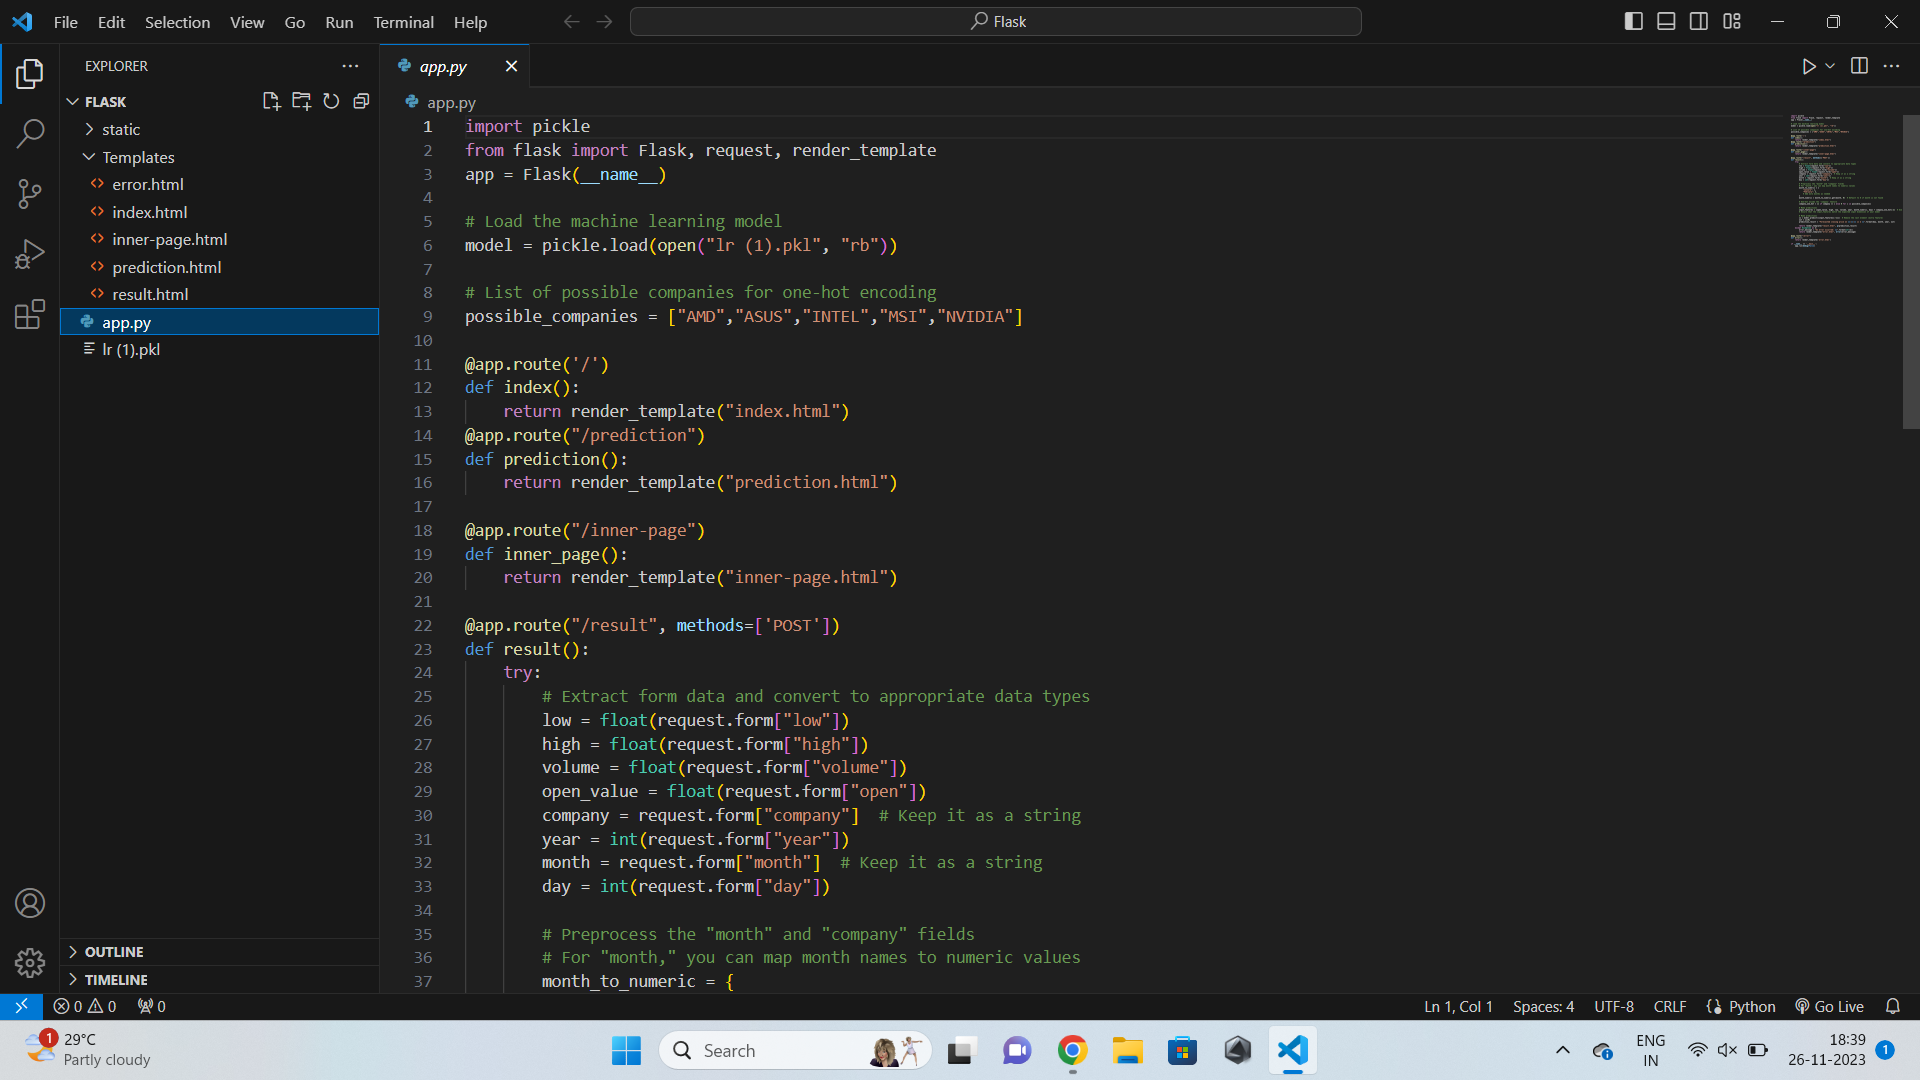 File Edit Selection View Go Run Terminal Help
Flask
EXPLORER
FLASK
static
Templates
error.html
index.html
inner-page.html
prediction.html
result.html
app.py
lr (1).pkl
OUTLINE
TIMELINE
app.py
app.py
1 import pickle
2 from flask import Flask, request, render_template
3 app = Flask(__name__)
4
5 # Load the machine learning model
6 model = pickle.load(open("lr (1).pkl", "rb"))
7
8 # List of possible companies for one-hot encoding
9 possible_companies = ["AMD","ASUS","INTEL","MSI","NVIDIA"]
10
11 @app.route('/')
12 def index():
13 return render_template("index.html")
14 @app.route("/prediction")
15 def prediction():
16 return render_template("prediction.html")
17
18 @app.route("/inner-page")
19 def inner_page():
20 return render_template("inner-page.html")
21
22 @app.route("/result", methods=['POST'])
23 def result():
24 try:
25 # Extract form data and convert to appropriate data types
26 low = float(request.form["low"])
27 high = float(request.form["high"])
28 volume = float(request.form["volume"])
29 open_value = float(request.form["open"])
30 company = request.form["company"]  # Keep it as a string
31 year = int(request.form["year"])
32 month = request.form["month"]  # Keep it as a string
33 day = int(request.form["day"])
34
35 # Preprocess the "month" and "company" fields
36 # For "month," you can map month names to numeric values
37 month_to_numeric = {
0 0 0
Ln 1, Col 1 Spaces: 4 UTF-8 CRLF Python Go Live
1
29°C
Partly cloudy
Search
ENG
IN
18:39
26-11-2023
1